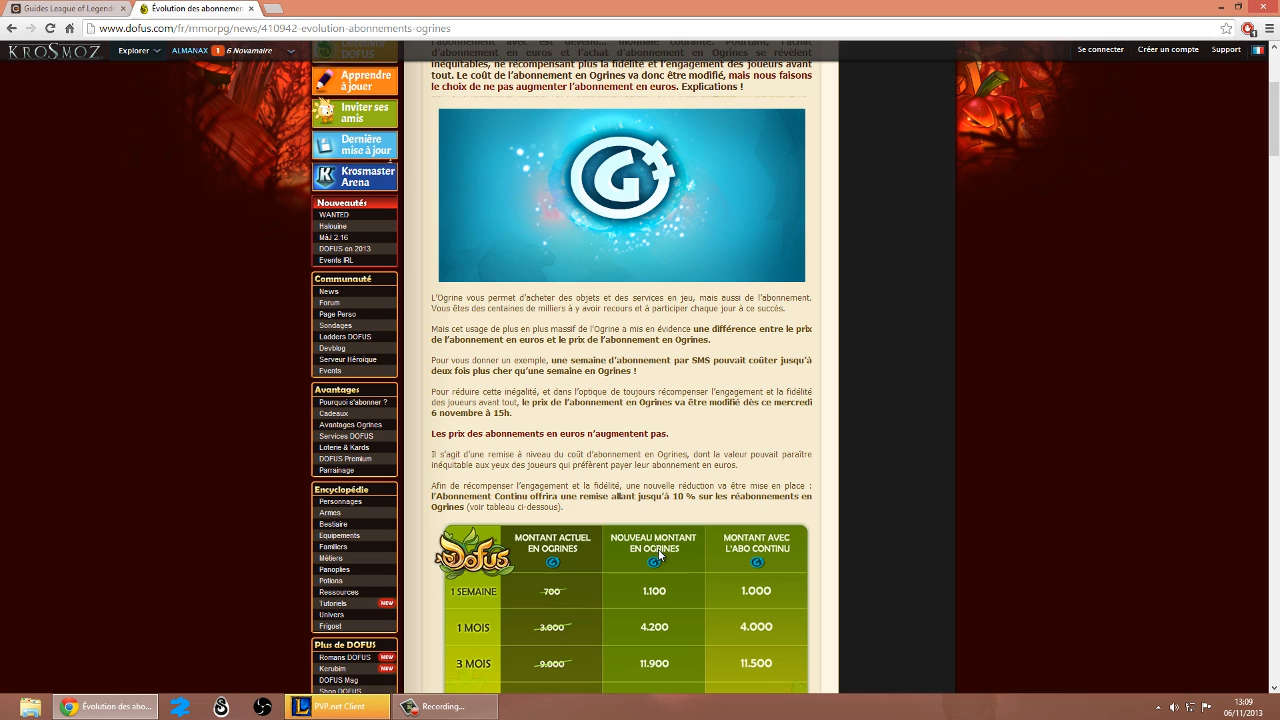 Guides League of Legend
Évolution des abonnemen
www.dofus.com/fr/mmorpg/news/410942-evolution-abonnements-ogrines
KROSMOZ
Explorer
ALMANAX 1 6 Novamaire
Se connecter
Créer un compte
Support
Découvrir
DOFUS
Apprendre
à jouer
Inviter ses
amis
Dernière
mise à jour
Krosmaster
Arena
Nouveautés
WANTED
Halouine
MàJ 2.16
DOFUS en 2013
Events IRL
Communauté
News
Forum
Page Perso
Sondages
Ladders DOFUS
Devblog
Serveur Héroïque
Events
Avantages
Pourquoi s'abonner ?
Cadeaux
Avantages Ogrines
Services DOFUS
Loterie & Kards
DOFUS Premium
Parrainage
Encyclopédie
Personnages
Armes
Bestiaire
Equipements
Familiers
Métiers
Panoplies
Potions
Ressources
Tutoriels NEW
Univers
Frigost
Plus de DOFUS
Romans DOFUS NEW
Kerubim NEW
DOFUS Mag
Shop DOFUS
l'abonnement avec est devenu... monnaie courante. Pourtant, l'achat
d'abonnement en euros et l'achat d'abonnement en Ogrines se révèlent
inéquitables, ne récompensant plus la fidélité et l'engagement des joueurs avant
tout. Le coût de l'abonnement en Ogrines va donc être modifié, mais nous faisons
le choix de ne pas augmenter l'abonnement en euros. Explications !
G
L'Ogrine vous permet d'acheter des objets et des services en jeu, mais aussi de l'abonnement.
Vous êtes des centaines de milliers à y avoir recours et à participer chaque jour à ce succès.
Mais cet usage de plus en plus massif de l'Ogrine a mis en évidence une différence entre le prix
de l'abonnement en euros et le prix de l'abonnement en Ogrines.
Pour vous donner un exemple, une semaine d'abonnement par SMS pouvait coûter jusqu'à
deux fois plus cher qu'une semaine en Ogrines !
Pour réduire cette inégalité, et dans l'optique de toujours récompenser l'engagement et la fidélité
des joueurs avant tout, le prix de l'abonnement en Ogrines va être modifié dès ce mercredi
6 novembre à 15h.
Les prix des abonnements en euros n'augmentent pas.
Il s'agit d'une remise à niveau du coût d'abonnement en Ogrines, dont la valeur pouvait paraître
inéquitable aux yeux des joueurs qui préfèrent payer leur abonnement en euros.
Afin de récompenser l'engagement et la fidélité, une nouvelle réduction va être mise en place :
l'Abonnement Continu offrira une remise allant jusqu'à 10 % sur les réabonnements en
Ogrines (voir tableau ci-dessous).
Dofus
MONTANT ACTUEL
EN OGRINES
NOUVEAU MONTANT
EN OGRINES
MONTANT AVEC
L'ABO CONTINU
1 SEMAINE 700 1.100 1.000
1 MOIS 3.000 4.200 4.000
3 MOIS 9.000 11.900 11.500
Évolution des abo...
PVP.net Client
Recording...
13:09
06/11/2013